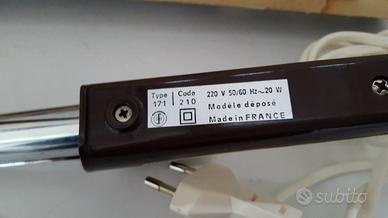 Type Code 220 V 50/60 Hz~20 W
171 210 Modèle déposé
Made in FRANCE
subito